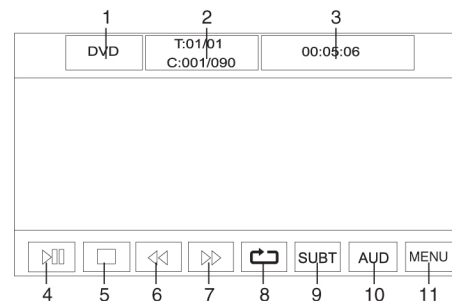 1 2 3
DVD T:01/01 00:05:06
C:001/090
SUBT AUD MENU
4 5 6 7 8 9 10 11